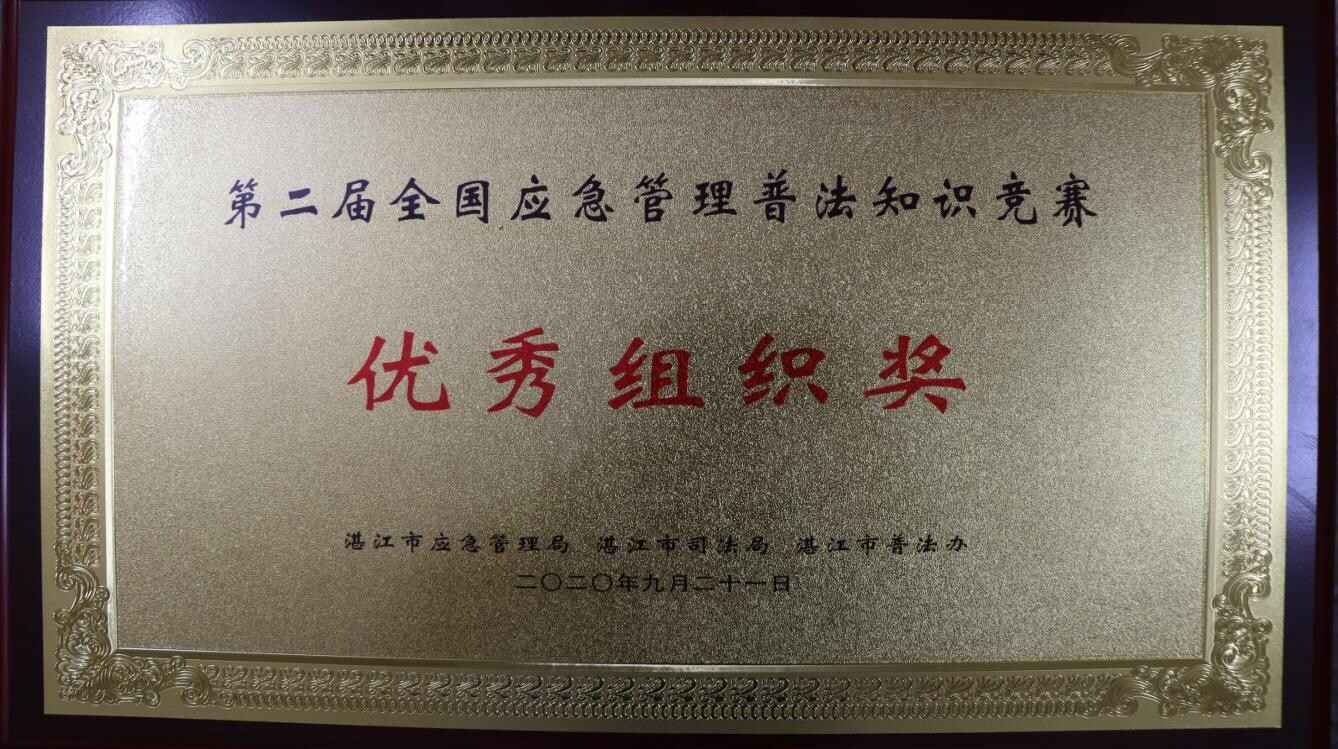 第二届全国应急管理普法知识竞赛
优秀组织奖
湛江市应急管理局 湛江市司法局 湛江市普法办
二〇二〇年九月二十一日